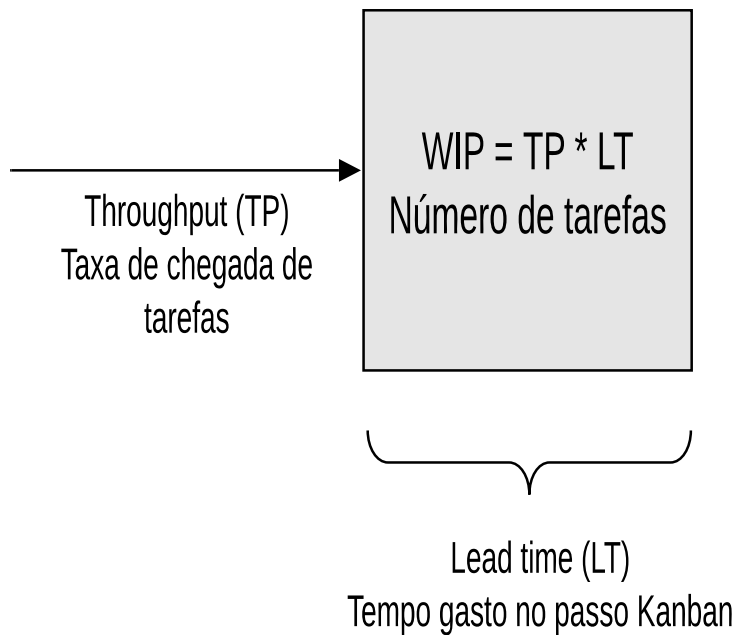 WIP = TP * LT
Número de tarefas
Throughput (TP)
Taxa de chegada de
tarefas
Lead time (LT)
Tempo gasto no passo Kanban